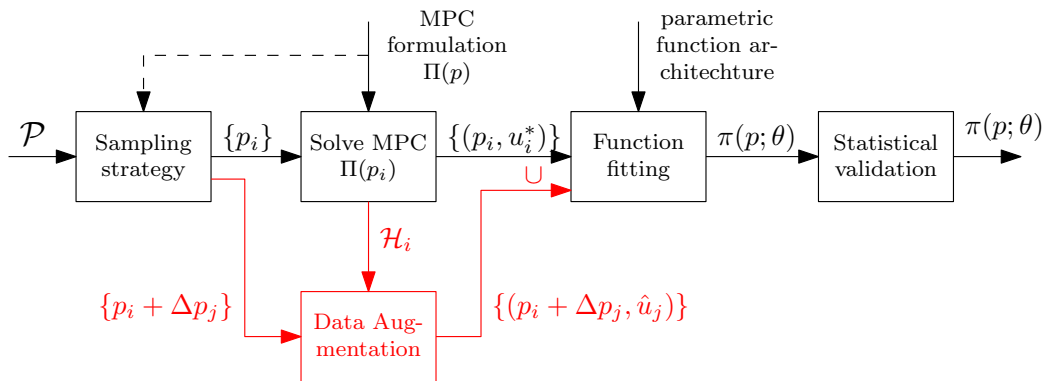 MPC
formulation
Π(p)
parametric
function ar-
chitechture
𝒫
Sampling
strategy
{p_i}
Solve MPC
Π(p_i)
{(p_i, u_i^*)}
∪
Function
fitting
π(p; θ)
Statistical
validation
π(p; θ)
ℋ_i
{p_i + Δp_j}
Data Aug-
mentation
{(p_i + Δp_j, û_j)}